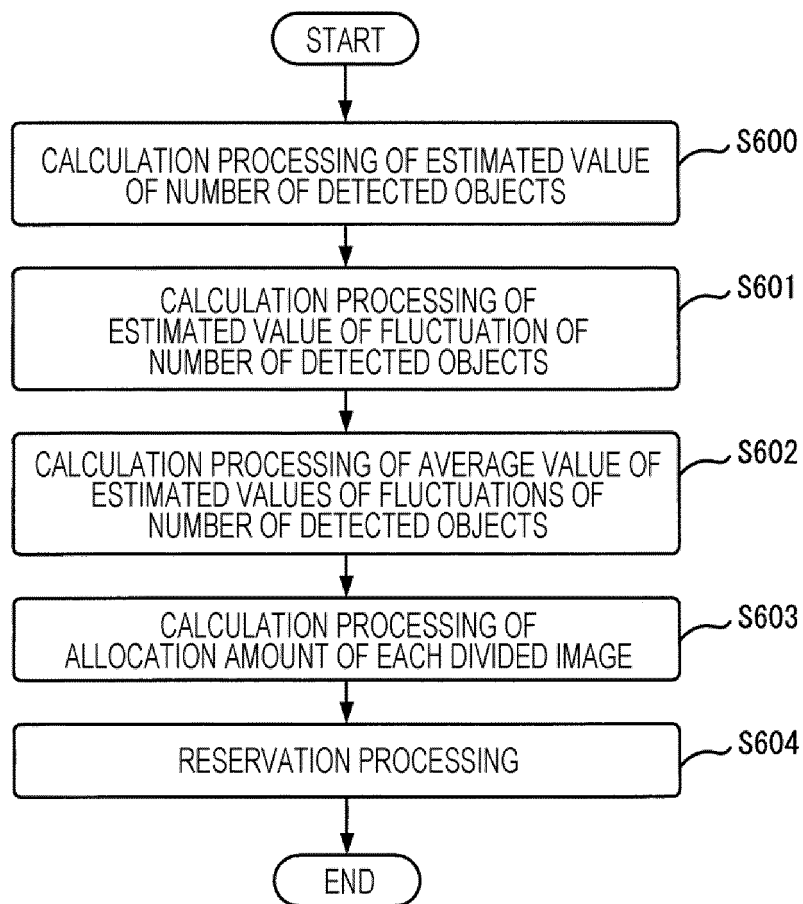 START
CALCULATION PROCESSING OF ESTIMATED VALUE
OF NUMBER OF DETECTED OBJECTS
S600
CALCULATION PROCESSING OF
ESTIMATED VALUE OF FLUCTUATION OF
NUMBER OF DETECTED OBJECTS
S601
CALCULATION PROCESSING OF AVERAGE VALUE OF
ESTIMATED VALUES OF FLUCTUATIONS OF
NUMBER OF DETECTED OBJECTS
S602
CALCULATION PROCESSING OF
ALLOCATION AMOUNT OF EACH DIVIDED IMAGE
S603
RESERVATION PROCESSING
S604
END